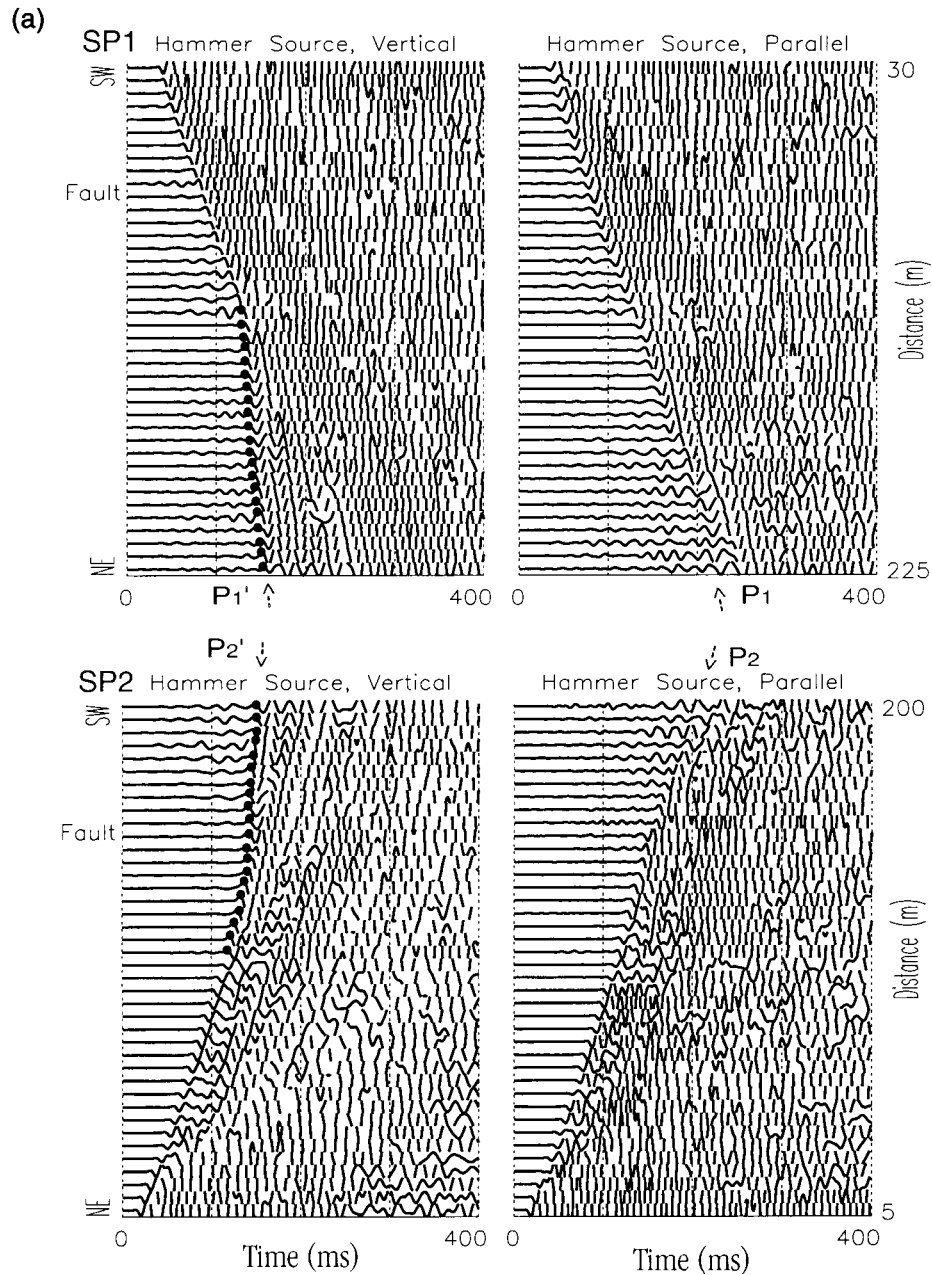 (a)
SP1 Hammer Source, Vertical
Hammer Source, Parallel
SW
30
Fault
Distance (m)
NE
225
0
P1'
400
0
P1
400
P2'
P2
SP2 Hammer Source, Vertical
Hammer Source, Parallel
SW
200
Fault
Distance (m)
NE
5
0
400
0
400
Time (ms)
Time (ms)